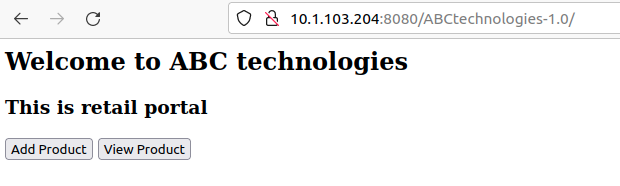 10.1.103.204:8080/ABCtechnologies-1.0/
Welcome to ABC technologies
This is retail portal
Add Product View Product